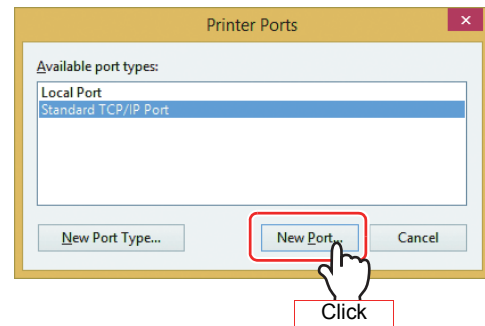 Printer Ports
Available port types:
Local Port
Standard TCP/IP Port
New Port Type... New Port... Cancel
Click